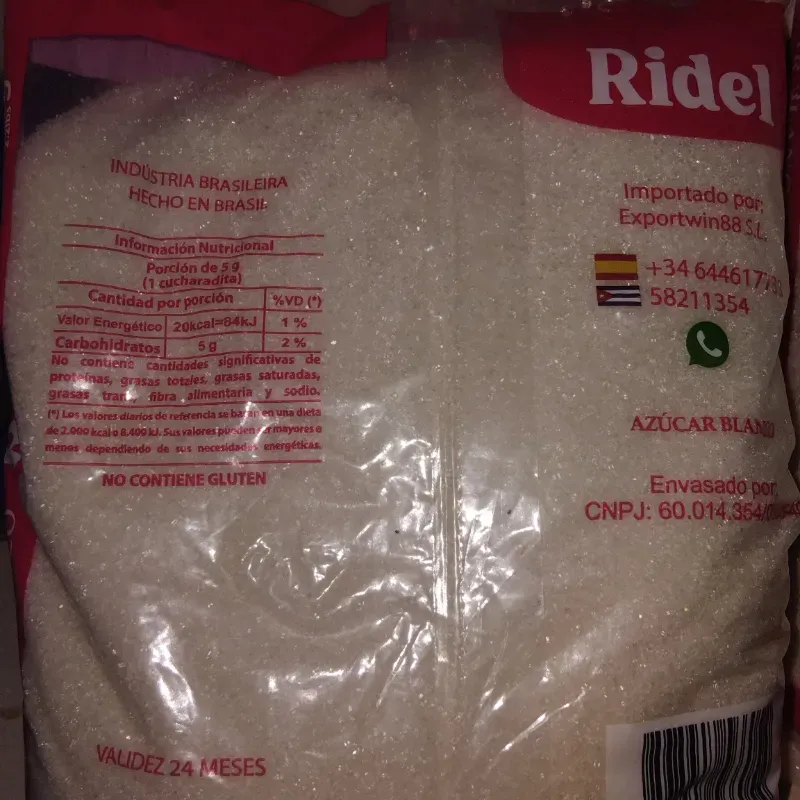 Ridel
INDÚSTRIA BRASILEIRA
HECHO EN BRASIL
Información Nutricional
Porción de 5 g
(1 cucharadita)
Cantidad por porción %VD (*)
Valor Energético 20kcal=84kJ 1 %
Carbohidratos 5 g 2 %
No contiene cantidades significativas de
proteínas, grasas totales, grasas saturadas,
grasas trans, fibra alimentaria y sodio.
(*) Los valores diarios de referencia se basan en una dieta
de 2.000 kcal o 8.400 kJ. Sus valores pueden ser mayores o
menos dependiendo de sus necesidades energéticas.
NO CONTIENE GLUTEN
VALIDEZ 24 MESES
Importado por:
Exportwin88 S.L.
+34
58211354
AZÚCAR
Envasado por
CNPJ: